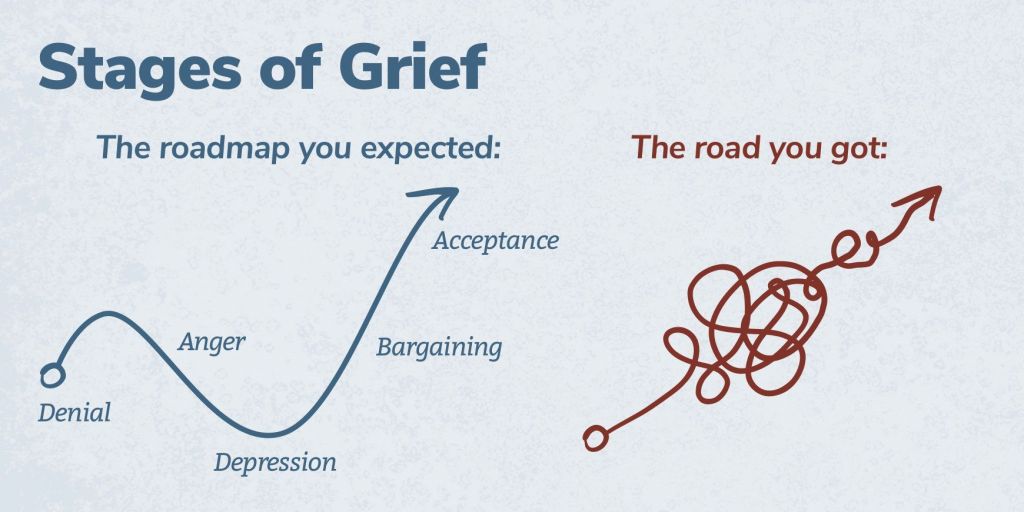 Stages of Grief
The roadmap you expected:
Denial
Anger
Depression
Bargaining
Acceptance
The road you got: